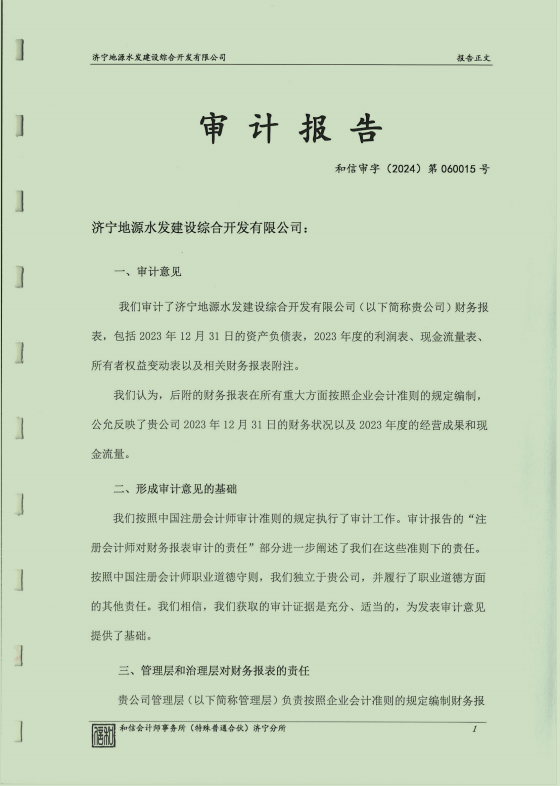 济宁地源水发建设综合开发有限公司 报告正文
审计报告
和信审字（2024）第 060015 号
济宁地源水发建设综合开发有限公司：
一、审计意见
我们审计了济宁地源水发建设综合开发有限公司（以下简称贵公司）财务报
表，包括 2023 年 12 月 31 日的资产负债表，2023 年度的利润表、现金流量表、
所有者权益变动表以及相关财务报表附注。
我们认为，后附的财务报表在所有重大方面按照企业会计准则的规定编制，
公允反映了贵公司 2023 年 12 月 31 日的财务状况以及 2023 年度的经营成果和现
金流量。
二、形成审计意见的基础
我们按照中国注册会计师审计准则的规定执行了审计工作。审计报告的“注
册会计师对财务报表审计的责任”部分进一步阐述了我们在这些准则下的责任。
按照中国注册会计师职业道德守则，我们独立于贵公司，并履行了职业道德方面
的其他责任。我们相信，我们获取的审计证据是充分、适当的，为发表审计意见
提供了基础。
三、管理层和治理层对财务报表的责任
贵公司管理层（以下简称管理层）负责按照企业会计准则的规定编制财务报
和信会计师事务所（特殊普通合伙）济宁分所 1